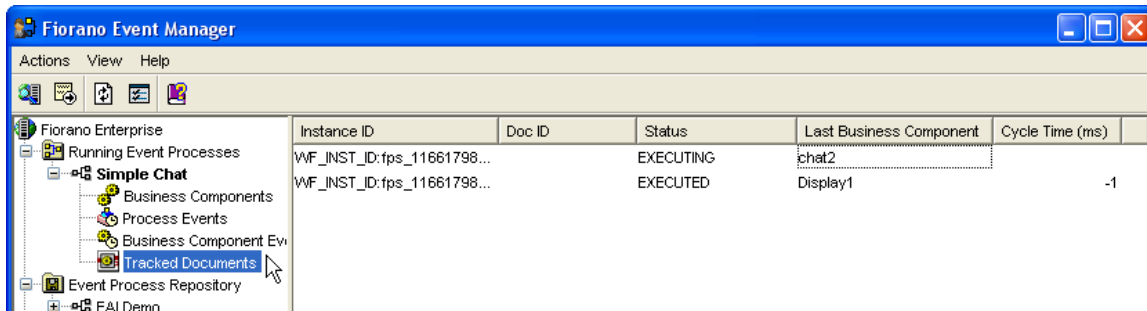 Fiorano Event Manager
Actions View Help
Fiorano Enterprise
Running Event Processes
Simple Chat
Business Components
Process Events
Business Component Ev
Tracked Documents
Event Process Repository
EAI Demo
Instance ID Doc ID Status Last Business Component Cycle Time (ms)
WF_INST_ID:fps_11661798... EXECUTING chat2
WF_INST_ID:fps_11661798... EXECUTED Display1 -1